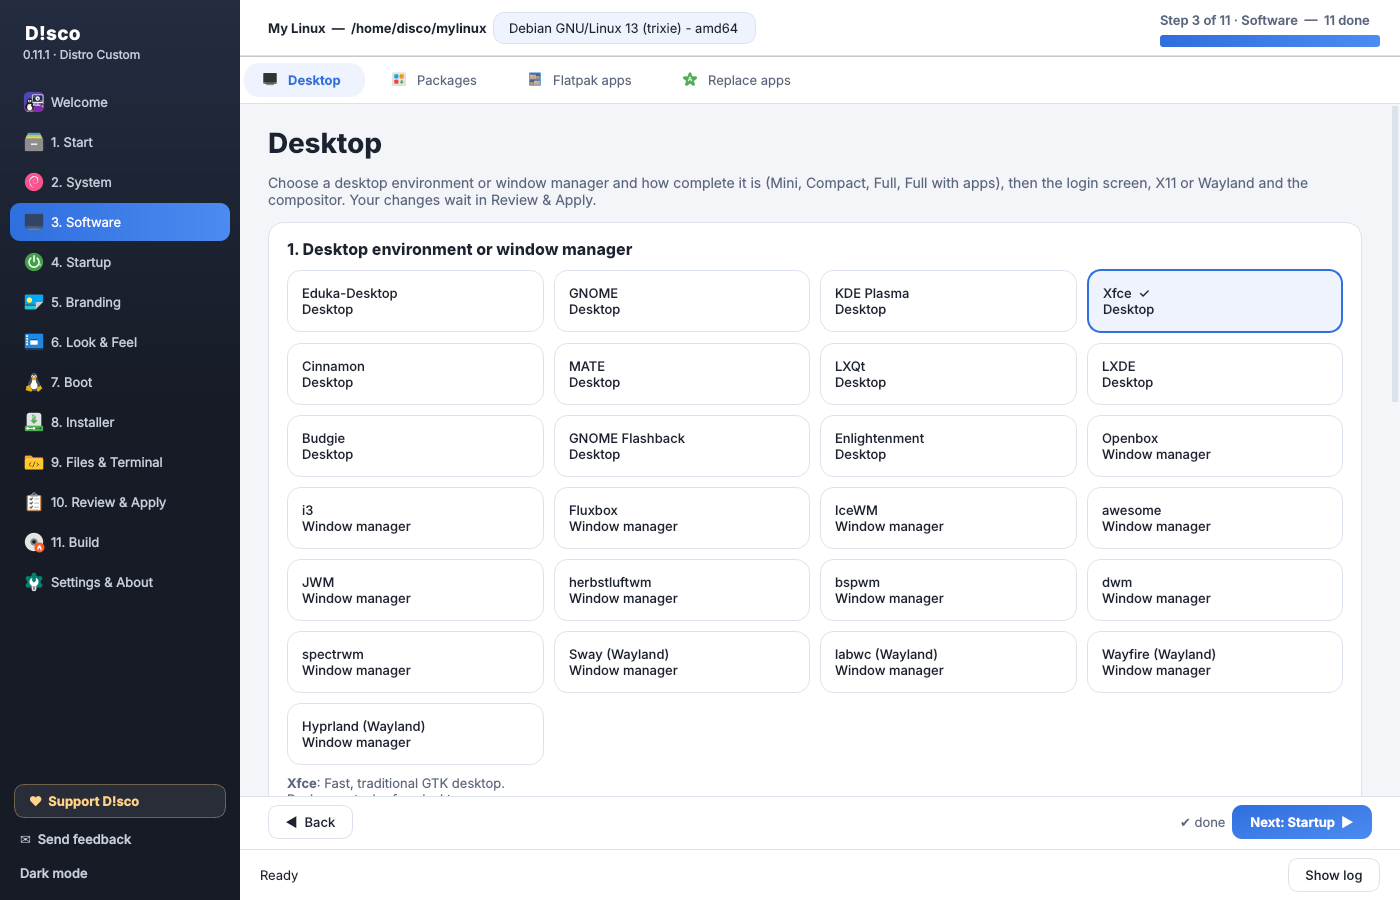 D!sco
0.11.1 · Distro Custom
Welcome
1. Start
2. System
3. Software
4. Startup
5. Branding
6. Look & Feel
7. Boot
8. Installer
9. Files & Terminal
10. Review & Apply
11. Build
Settings & About
Support D!sco
Send feedback
Dark mode
My Linux — /home/disco/mylinux
Debian GNU/Linux 13 (trixie) - amd64
Step 3 of 11 · Software — 11 done
Desktop
Packages
Flatpak apps
Replace apps
Desktop
Choose a desktop environment or window manager and how complete it is (Mini, Compact, Full, Full with apps), then the login screen, X11 or Wayland and the
compositor. Your changes wait in Review & Apply.
1. Desktop environment or window manager
Eduka-Desktop
Desktop
GNOME
Desktop
KDE Plasma
Desktop
Xfce ✓
Desktop
Cinnamon
Desktop
MATE
Desktop
LXQt
Desktop
LXDE
Desktop
Budgie
Desktop
GNOME Flashback
Desktop
Enlightenment
Desktop
Openbox
Window manager
i3
Window manager
Fluxbox
Window manager
IceWM
Window manager
awesome
Window manager
JWM
Window manager
herbstluftwm
Window manager
bspwm
Window manager
dwm
Window manager
spectrwm
Window manager
Sway (Wayland)
Window manager
labwc (Wayland)
Window manager
Wayfire (Wayland)
Window manager
Hyprland (Wayland)
Window manager
Xfce: Fast, traditional GTK desktop.
◀ Back
✔ done
Next: Startup ▶
Ready
Show log